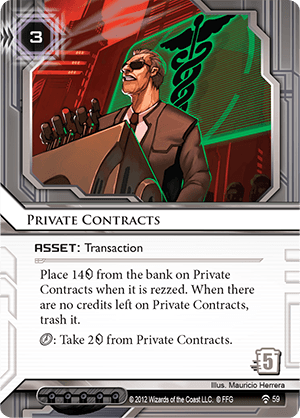 3
PRIVATE CONTRACTS
ASSET: Transaction
Place 14 from the bank on Private
Contracts when it is rezzed. When there
are no credits left on Private Contracts,
trash it.
: Take 2 from Private Contracts.
5
Illus. Mauricio Herrera
© 2012 Wizards of the Coast LLC. © FFG 59